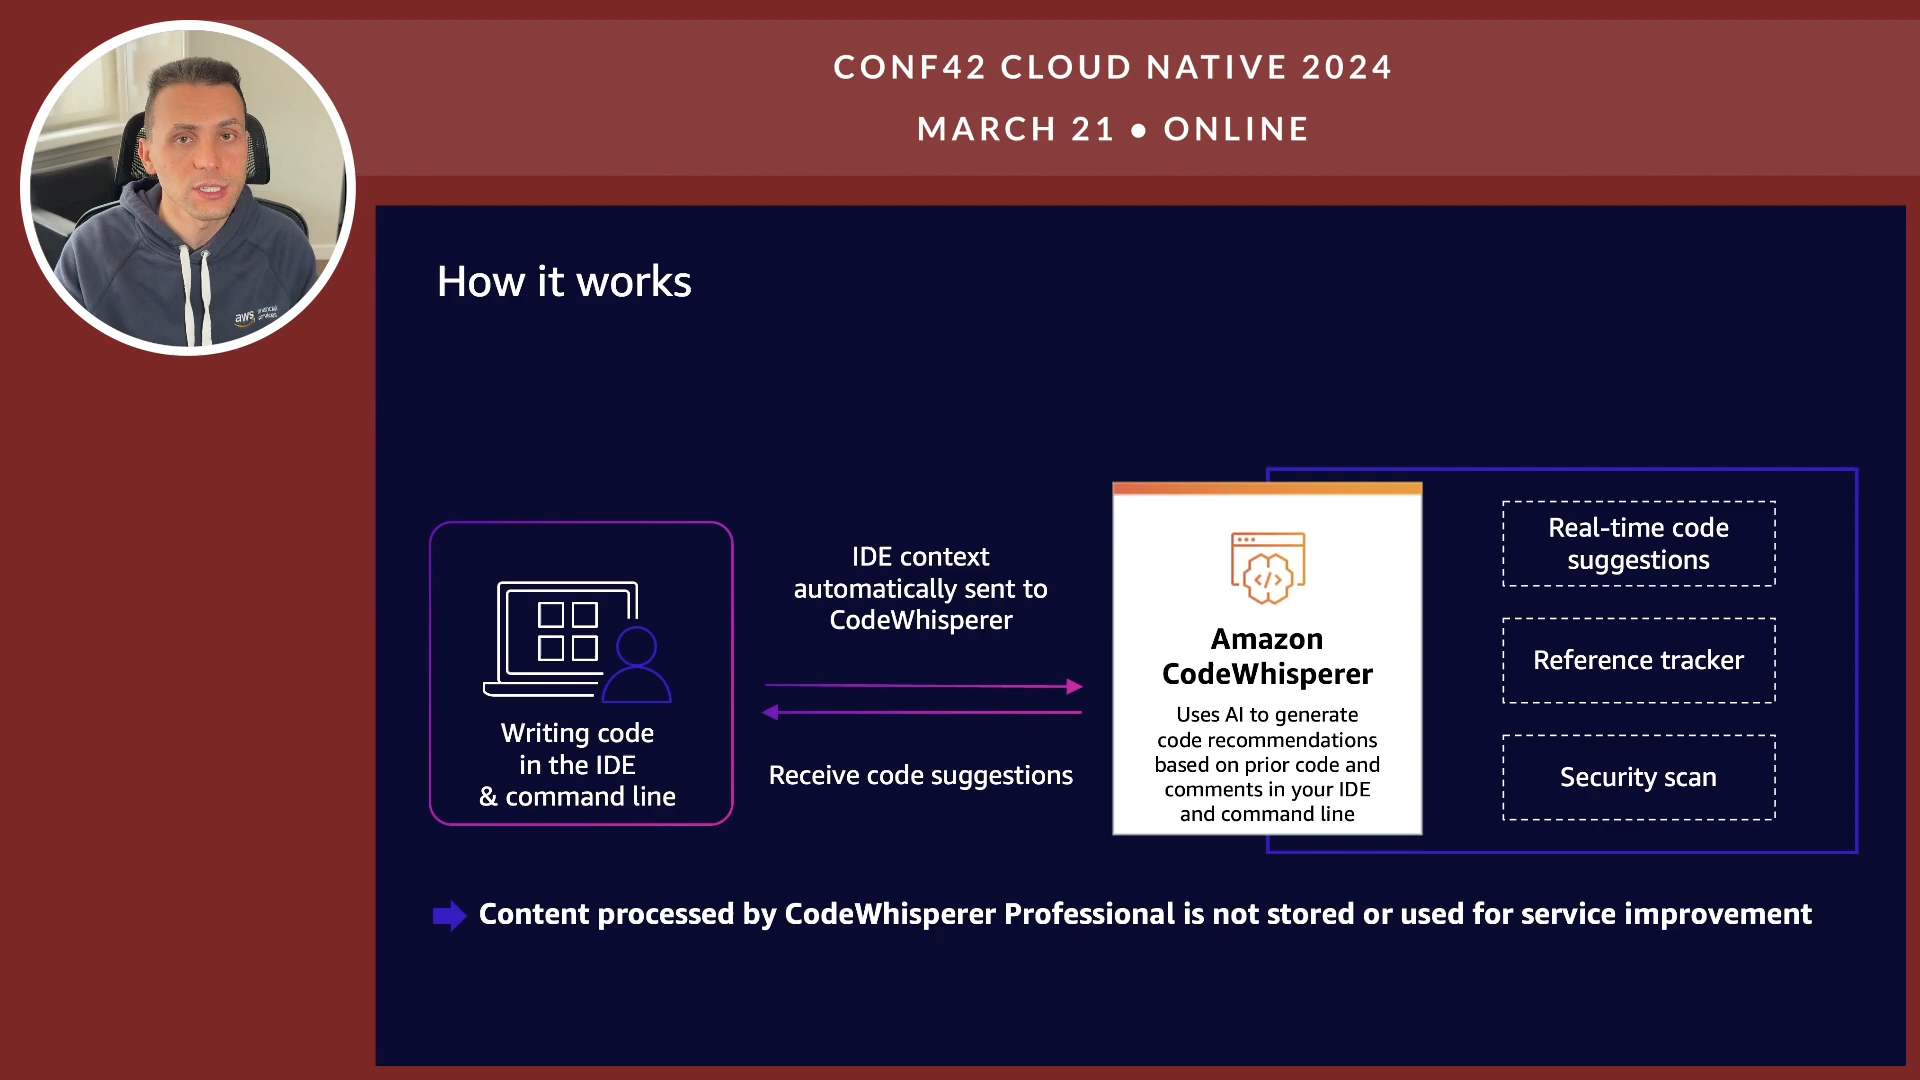 CONF42 CLOUD NATIVE 2024
MARCH 21 • ONLINE
aws financial
services
How it works
Writing code
in the IDE
& command line
IDE context
automatically sent to
CodeWhisperer
Receive code suggestions
Amazon
CodeWhisperer
Uses AI to generate
code recommendations
based on prior code and
comments in your IDE
and command line
Real-time code
suggestions
Reference tracker
Security scan
Content processed by CodeWhisperer Professional is not stored or used for service improvement